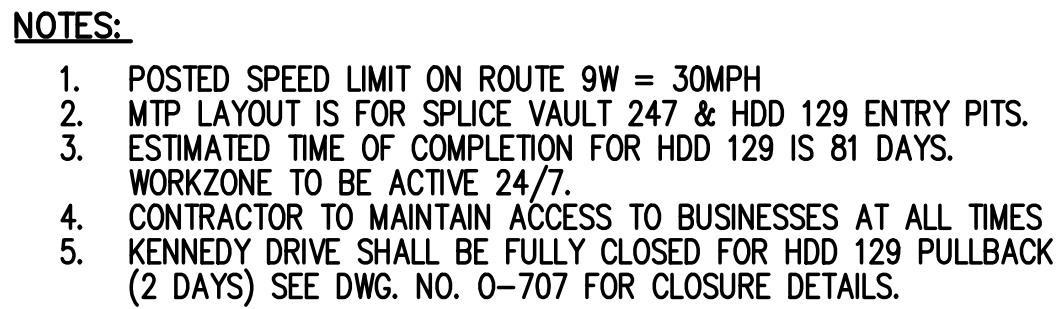 NOTES:
1. POSTED SPEED LIMIT ON ROUTE 9W = 30MPH
2. MTP LAYOUT IS FOR SPLICE VAULT 247 & HDD 129 ENTRY PITS.
3. ESTIMATED TIME OF COMPLETION FOR HDD 129 IS 81 DAYS.
WORKZONE TO BE ACTIVE 24/7.
4. CONTRACTOR TO MAINTAIN ACCESS TO BUSINESSES AT ALL TIMES
5. KENNEDY DRIVE SHALL BE FULLY CLOSED FOR HDD 129 PULLBACK
(2 DAYS) SEE DWG. NO. O-707 FOR CLOSURE DETAILS.